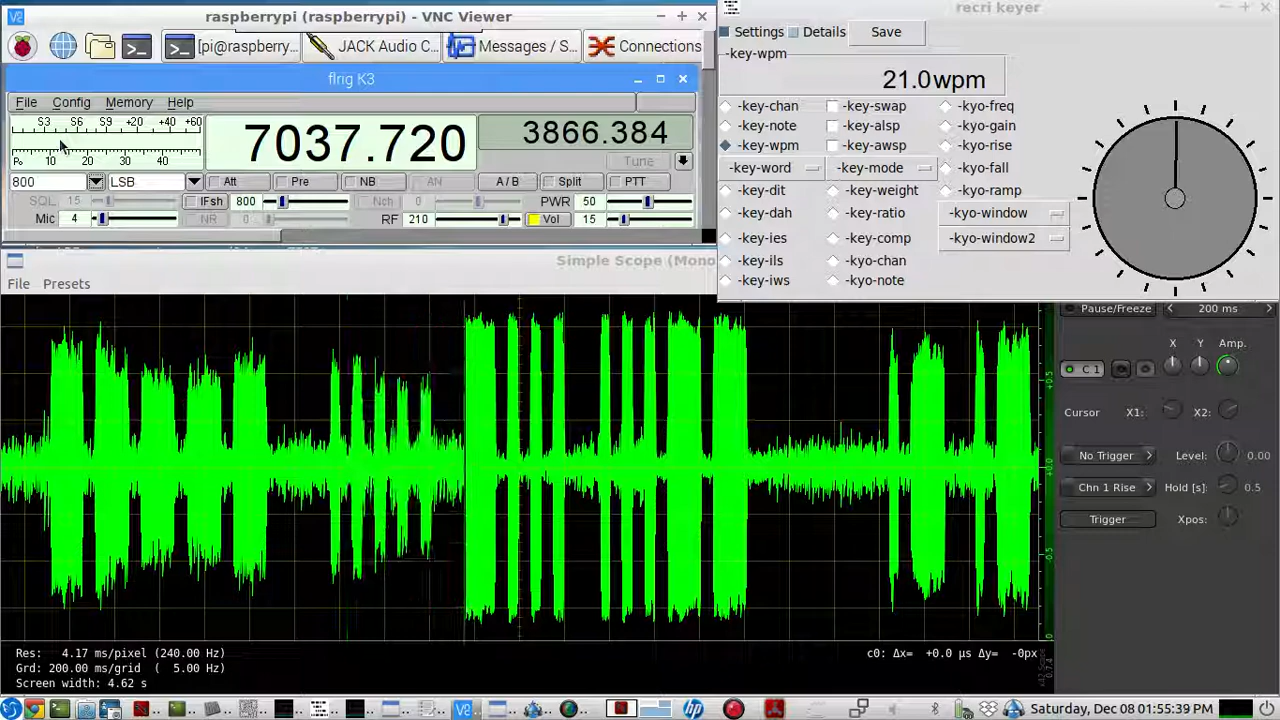 raspberrypi (raspberrypi) - VNC Viewer
[pi@raspberry... JACK Audio C... Messages / S... Connections
flrig K3
File Config Memory Help
S3 S6 S9 +20 +40 +60
Po 10 20 30 40
7037.720
3866.384
Tune
800 LSB Att Pre NB AN A / B Split PTT
SQL 15 IFsh 800 Nch 0 PWR 50
Mic 4 NR 0 RF 210 Vol 15
recri keyer
Settings Details Save
-key-wpm
21.0wpm
-key-chan -key-swap -kyo-freq
-key-note -key-alsp -kyo-gain
-key-wpm -key-awsp -kyo-rise
-key-word -key-mode -kyo-fall
-key-dit -key-weight -kyo-ramp
-key-dah -key-ratio -kyo-window
-key-ies -key-comp -kyo-window2
-key-ils -kyo-chan
-key-iws -kyo-note
Simple Scope (Mono
File Presets
Pause/Freeze 200 ms
X Y Amp.
C 1
Cursor X1: X2:
No Trigger Level: 0.00
Chn 1 Rise Hold [s]: 0.5
Trigger Xpos:
+0.5
+0.0
-0.5
Res: 4.17 ms/pixel (240.00 Hz)
Grd: 200.00 ms/grid ( 5.00 Hz)
Screen width: 4.62 s
c0: Δx= +0.0 µs Δy= -0px
Saturday, Dec 08 01:55:39 PM